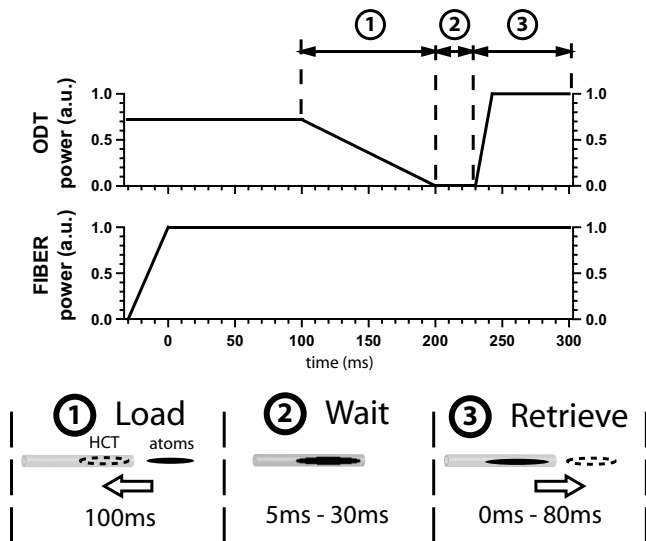 1 2 3
ODT
power (a.u.)
1.0 1.0
0.5 0.5
0.0 0.0
FIBER
power (a.u.)
1.0 1.0
0.5 0.5
0.0 0.0
0 50 100 150 200 250 300
time (ms)
1 Load 2 Wait 3 Retrieve
HCT atoms
100ms 5ms - 30ms 0ms - 80ms